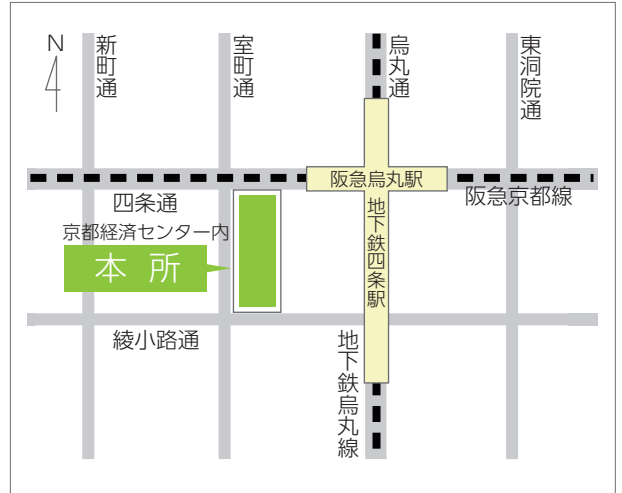 N
新町通
室町通
烏丸通
東洞院通
阪急烏丸駅
四条通
阪急京都線
京都経済センター内
本所
地下鉄四条駅
綾小路通
地下鉄烏丸線